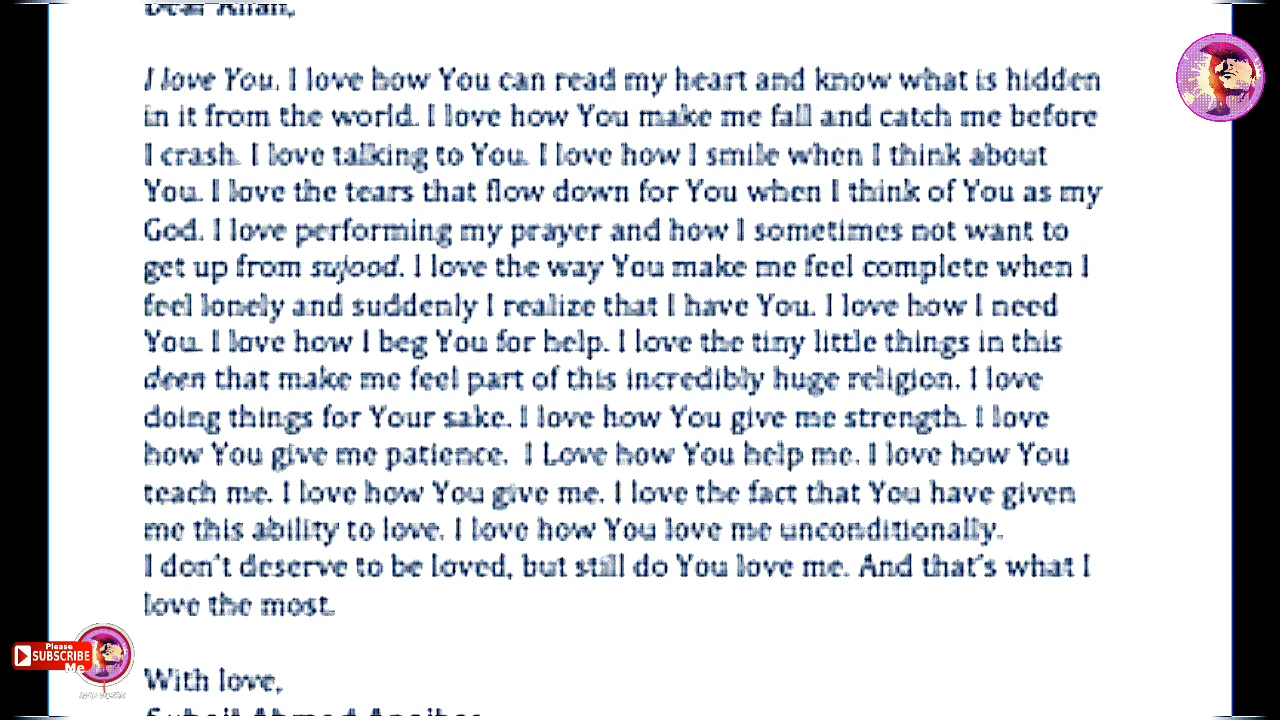 Dear Allah,
I love You. I love how You can read my heart and know what is hidden
in it from the world. I love how You make me fall and catch me before
I crash. I love talking to You. I love how I smile when I think about
You. I love the tears that flow down for You when I think of You as my
God. I love performing my prayer and how I sometimes not want to
get up from sujood. I love the way You make me feel complete when I
feel lonely and suddenly I realize that I have You. I love how I need
You. I love how I beg You for help. I love the tiny little things in this
deen that make me feel part of this incredibly huge religion. I love
doing things for Your sake. I love how You give me strength. I love
how You give me patience. I Love how You help me. I love how You
teach me. I love how You give me. I love the fact that You have given
me this ability to love. I love how You love me unconditionally.
I don't deserve to be loved, but still do You love me. And that's what I
love the most.
With love,
Ahmed
Please
SUBSCRIBE
Me